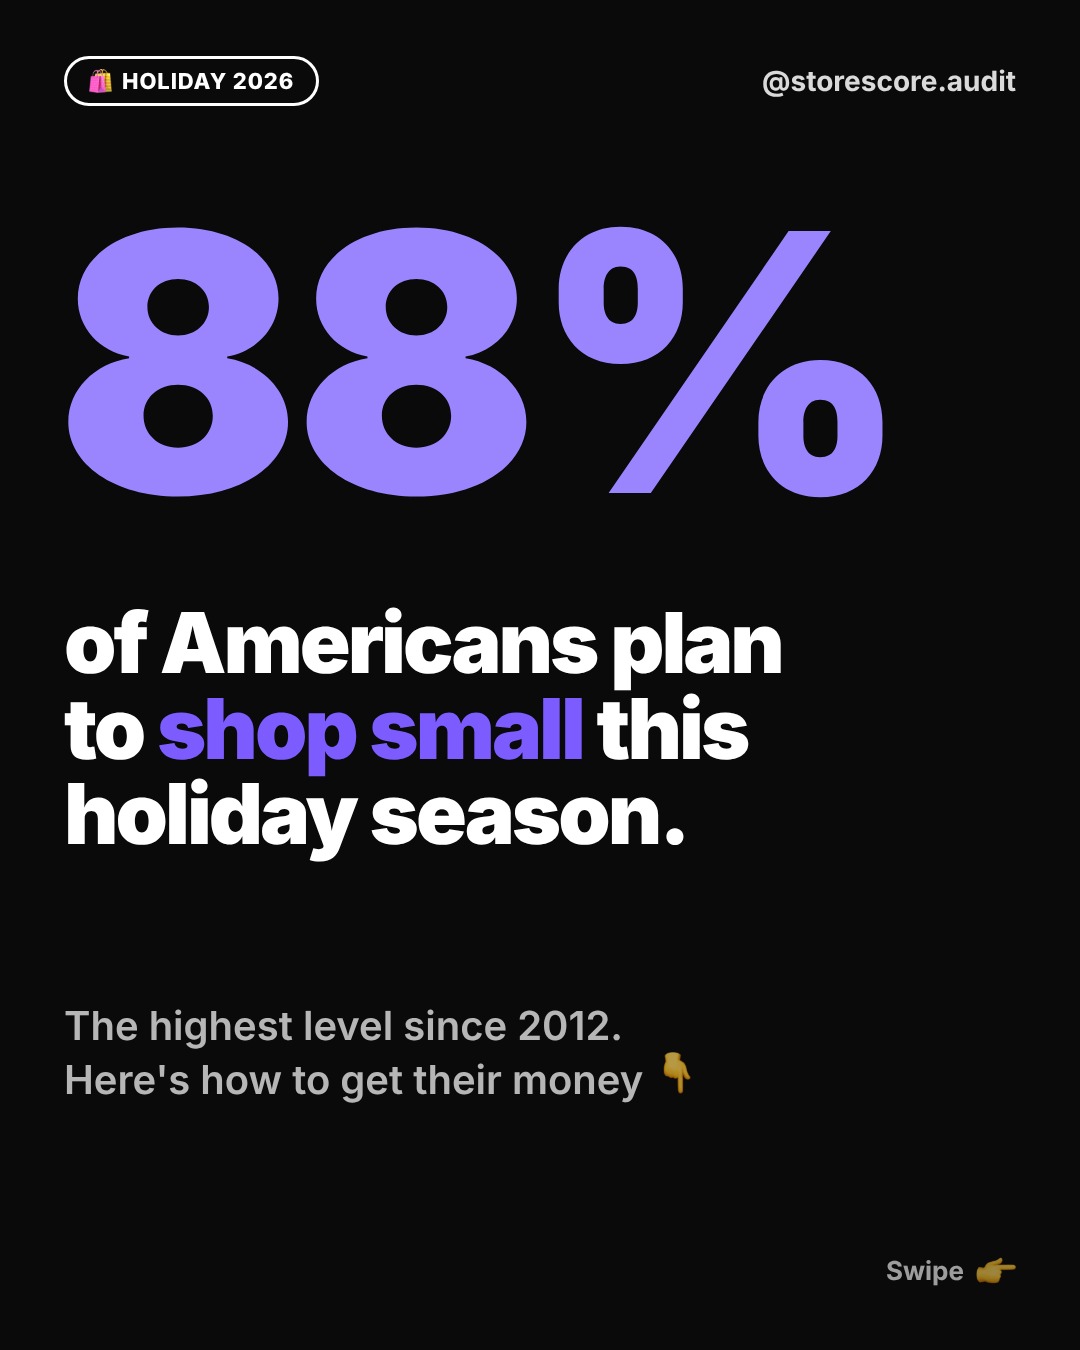 🛍️ HOLIDAY 2026
@storescore.audit
88%
of Americans plan
to shop small this
holiday season.
The highest level since 2012.
Here's how to get their money 👇
Swipe 👉